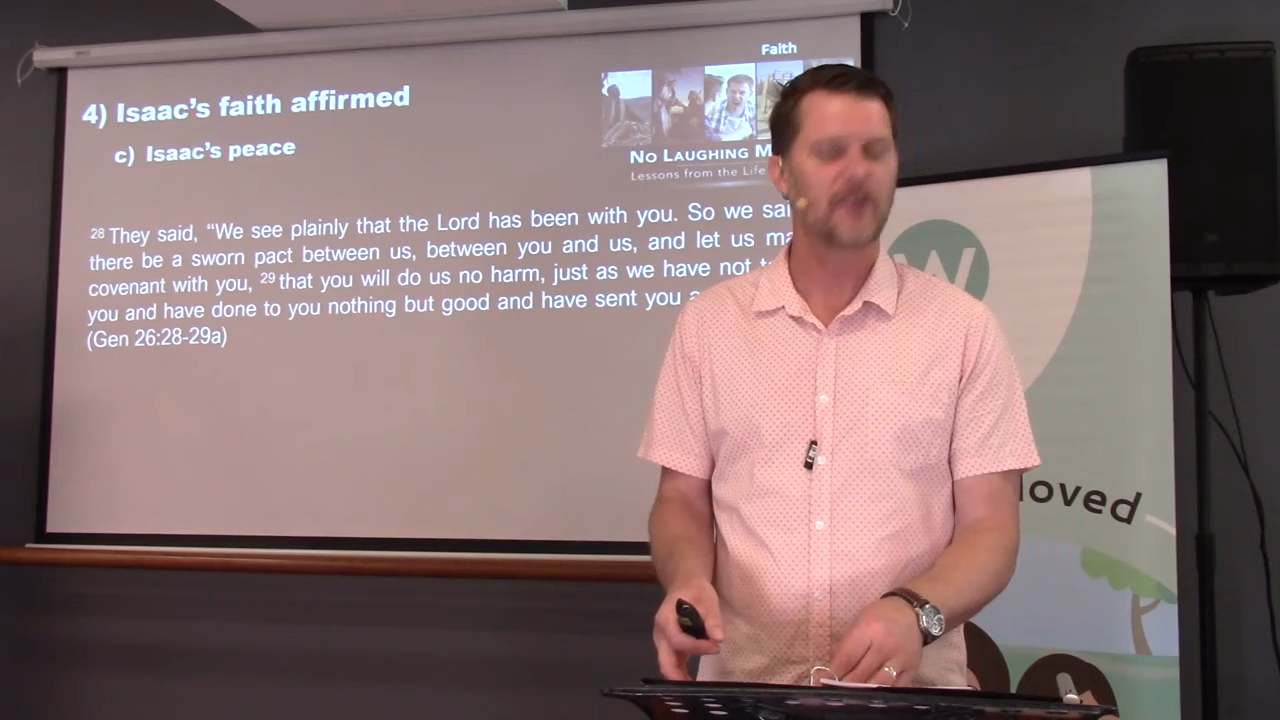 Faith
4) Isaac's faith affirmed
c) Isaac's peace
NO LAUGHING M
Lessons from the Life
28 They said, “We see plainly that the Lord has been with you. So we sai
there be a sworn pact between us, between you and us, and let us ma
covenant with you, 29 that you will do us no harm, just as we have not t
you and have done to you nothing but good and have sent you a
(Gen 26:28-29a)
W
loved